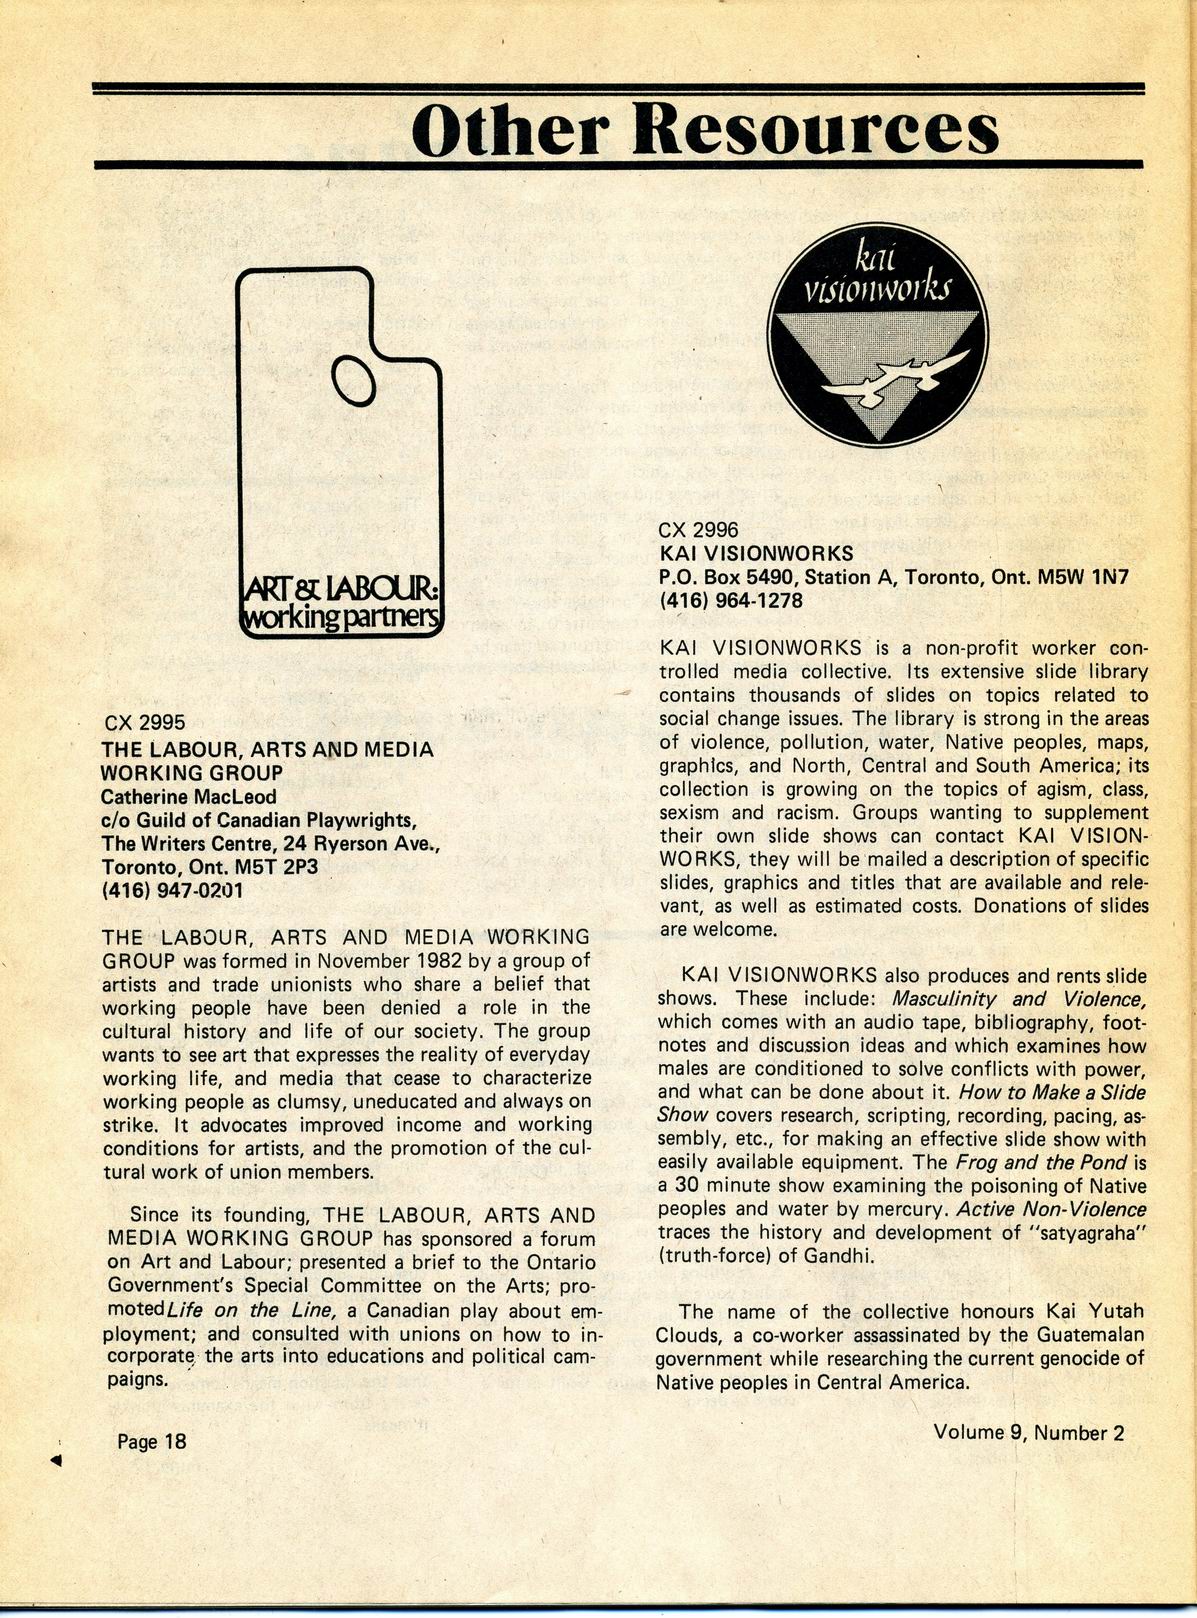 Other Resources
ART & LABOUR:
working partners
CX 2995
THE LABOUR, ARTS AND MEDIA
WORKING GROUP
Catherine MacLeod
c/o Guild of Canadian Playwrights,
The Writers Centre, 24 Ryerson Ave.,
Toronto, Ont. M5T 2P3
(416) 947-0201
THE LABOUR, ARTS AND MEDIA WORKING
GROUP was formed in November 1982 by a group of
artists and trade unionists who share a belief that
working people have been denied a role in the
cultural history and life of our society. The group
wants to see art that expresses the reality of everyday
working life, and media that cease to characterize
working people as clumsy, uneducated and always on
strike. It advocates improved income and working
conditions for artists, and the promotion of the cul-
tural work of union members.
Since its founding, THE LABOUR, ARTS AND
MEDIA WORKING GROUP has sponsored a forum
on Art and Labour; presented a brief to the Ontario
Government's Special Committee on the Arts; pro-
moted Life on the Line, a Canadian play about em-
ployment; and consulted with unions on how to in-
corporate the arts into educations and political cam-
paigns.
Page 18
kai
visionworks
CX 2996
KAI VISIONWORKS
P.O. Box 5490, Station A, Toronto, Ont. M5W 1N7
(416) 964-1278
KAI VISIONWORKS is a non-profit worker con-
trolled media collective. Its extensive slide library
contains thousands of slides on topics related to
social change issues. The library is strong in the areas
of violence, pollution, water, Native peoples, maps,
graphics, and North, Central and South America; its
collection is growing on the topics of agism, class,
sexism and racism. Groups wanting to supplement
their own slide shows can contact KAI VISION-
WORKS, they will be mailed a description of specific
slides, graphics and titles that are available and rele-
vant, as well as estimated costs. Donations of slides
are welcome.
KAI VISIONWORKS also produces and rents slide
shows. These include: Masculinity and Violence,
which comes with an audio tape, bibliography, foot-
notes and discussion ideas and which examines how
males are conditioned to solve conflicts with power,
and what can be done about it. How to Make a Slide
Show covers research, scripting, recording, pacing, as-
sembly, etc., for making an effective slide show with
easily available equipment. The Frog and the Pond is
a 30 minute show examining the poisoning of Native
peoples and water by mercury. Active Non-Violence
traces the history and development of "satyagraha"
(truth-force) of Gandhi.
The name of the collective honours Kai Yutah
Clouds, a co-worker assassinated by the Guatemalan
government while researching the current genocide of
Native peoples in Central America.
Volume 9, Number 2